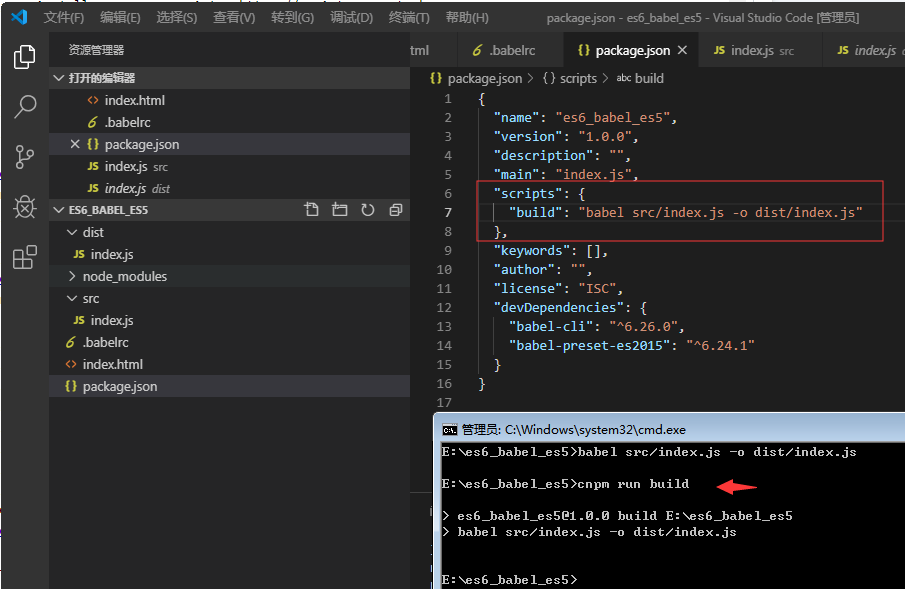 文件(F) 编辑(E) 选择(S) 查看(V) 转到(G) 调试(D) 终端(T) 帮助(H) package.json - es6_babel_es5 - Visual Studio Code [管理员]
资源管理器
打开的编辑器
index.html
.babelrc
package.json
JS index.js src
JS index.js dist
ES6_BABEL_ES5
dist
JS index.js
node_modules
src
JS index.js
.babelrc
index.html
package.json
tml .babelrc {} package.json JS index.js src JS index.js
{} package.json > {} scripts > abc build
1 {
2 "name": "es6_babel_es5",
3 "version": "1.0.0",
4 "description": "",
5 "main": "index.js",
6 "scripts": {
7 "build": "babel src/index.js -o dist/index.js"
8 },
9 "keywords": [],
10 "author": "",
11 "license": "ISC",
12 "devDependencies": {
13 "babel-cli": "^6.26.0",
14 "babel-preset-es2015": "^6.24.1"
15 }
16 }
17
管理员: C:\Windows\system32\cmd.exe
E:\es6_babel_es5>babel src/index.js -o dist/index.js
E:\es6_babel_es5>cnpm run build
> es6_babel_es5@1.0.0 build E:\es6_babel_es5
> babel src/index.js -o dist/index.js
E:\es6_babel_es5>